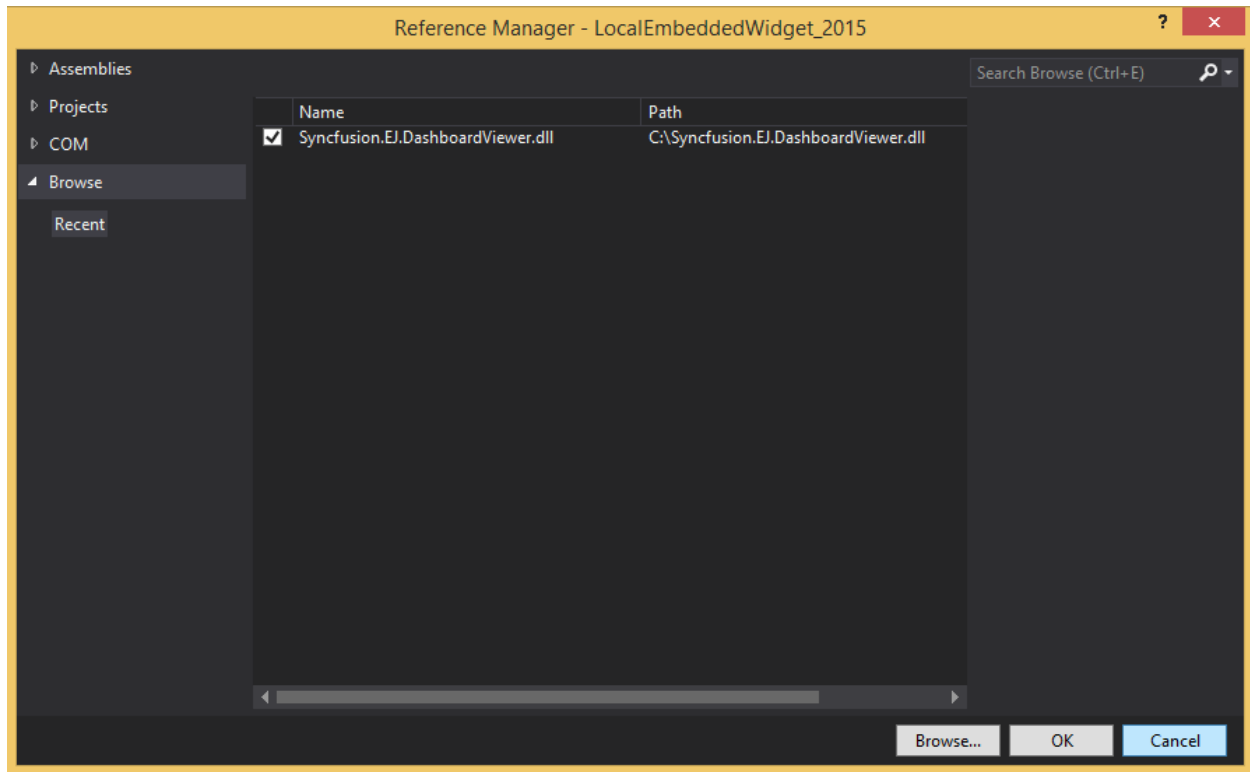 Reference Manager - LocalEmbeddedWidget_2015
?
Assemblies
Search Browse (Ctrl+E)
Projects
Name Path
Syncfusion.EJ.DashboardViewer.dll C:\Syncfusion.EJ.DashboardViewer.dll
COM
Browse
Recent
Browse... OK Cancel